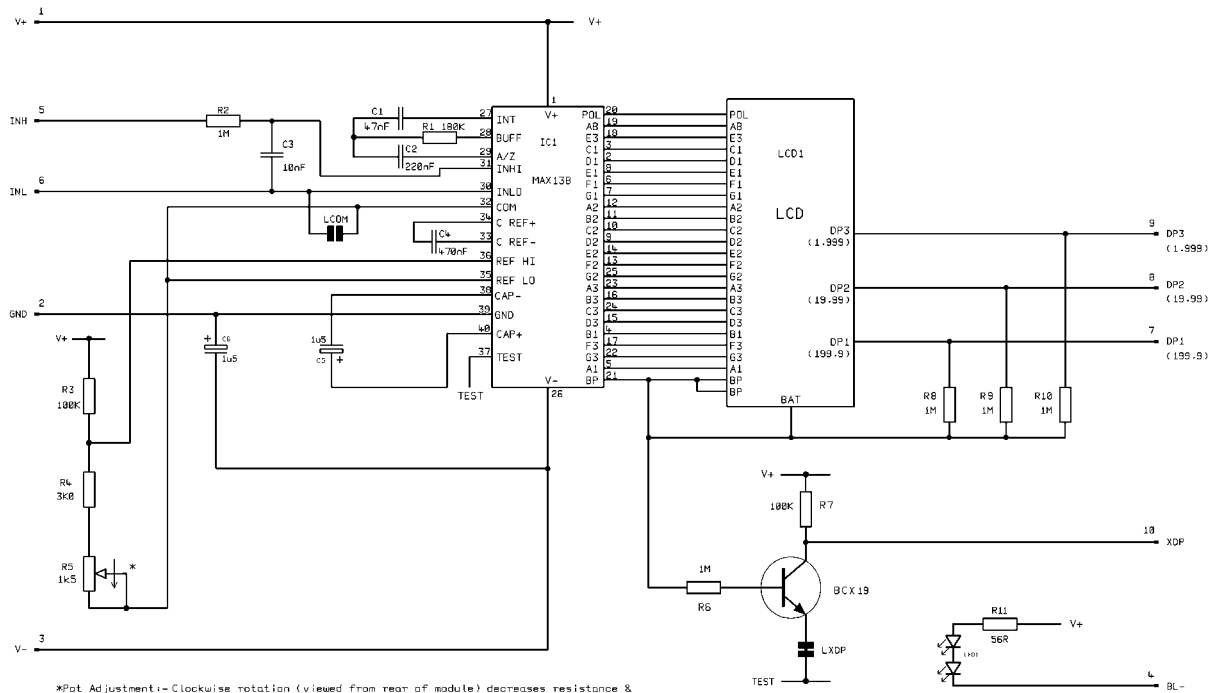 V+ 1 V+
INH 5 R2 1M
C3 10nF
INL 6
LCOM
GND 2
C1 47nF
R1 180K
C2 220nF
C4 470nF
C6 1u5
1u5 C5
TEST
V+
R3 100K
R4 3K0
R5 1k5 *
V- 3
1 V+
IC1
MAX138
27 INT
28 BUFF
29 A/Z
31 INHI
30 INLO
32 COM
34 C REF+
33 C REF-
36 REF HI
35 REF LO
38 CAP-
39 GND
40 CAP+
37 TEST
V- 26
POL 20 POL
AB 19 AB
E3 18 E3
C1 3 C1
D1 2 D1
E1 8 E1
F1 6 F1
G1 7 G1
A2 12 A2
B2 11 B2
C2 10 C2
D2 9 D2
E2 14 E2
F2 13 F2
G2 25 G2
A3 23 A3
B3 16 B3
C3 24 C3
D3 15 D3
B1 4 B1
F3 17 F3
G3 22 G3
A1 5 A1
BP 21 BP
BP
LCD1
LCD
BAT
DP3 (1.999) 9 DP3 (1.999)
DP2 (19.99) 8 DP2 (19.99)
DP1 (199.9) 7 DP1 (199.9)
R8 1M
R9 1M
R10 1M
V+
100K R7
10 XDP
1M
R6
BCX19
LXDP
TEST
R11
56R
V+
LED1
4 BL-
*Pot Adjustment:- Clockwise rotation (viewed from rear of module) decreases resistance &